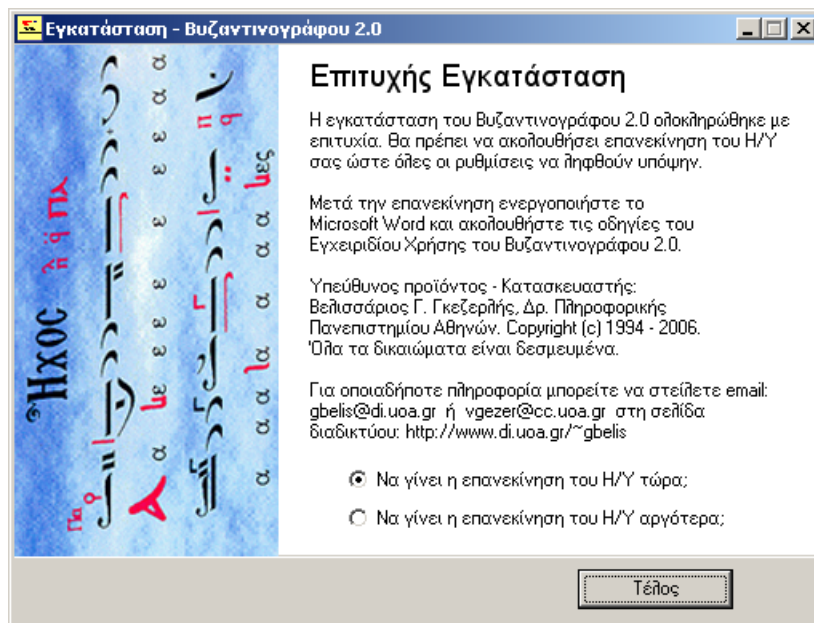 Εγκατάσταση - Βυζαντινογράφου 2.0
Επιτυχής Εγκατάσταση
Η εγκατάσταση του Βυζαντινογράφου 2.0 ολοκληρώθηκε με
επιτυχία. Θα πρέπει να ακολουθήσει επανεκίνηση του Η/Υ
σας ώστε όλες οι ρυθμίσεις να ληφθούν υπόψην.
Μετά την επανεκίνηση ενεργοποιήστε το
Microsoft Word και ακολουθήστε τις οδηγίες του
Εγχειριδίου Χρήσης του Βυζαντινογράφου 2.0.
Υπεύθυνος προϊόντος - Κατασκευαστής:
Βελισσάριος Γ. Γκεζερλής, Δρ. Πληροφορικής
Πανεπιστημίου Αθηνών. Copyright (c) 1994 - 2006.
Όλα τα δικαιώματα είναι δεσμευμένα.
Για οποιαδήποτε πληροφορία μπορείτε να στείλετε email:
gbelis@di.uoa.gr ή vgezer@cc.uoa.gr στη σελίδα
διαδικτύου: http://www.di.uoa.gr/~gbelis
Να γίνει η επανεκίνηση του Η/Υ τώρα;
Να γίνει η επανεκίνηση του Η/Υ αργότερα;
Τέλος